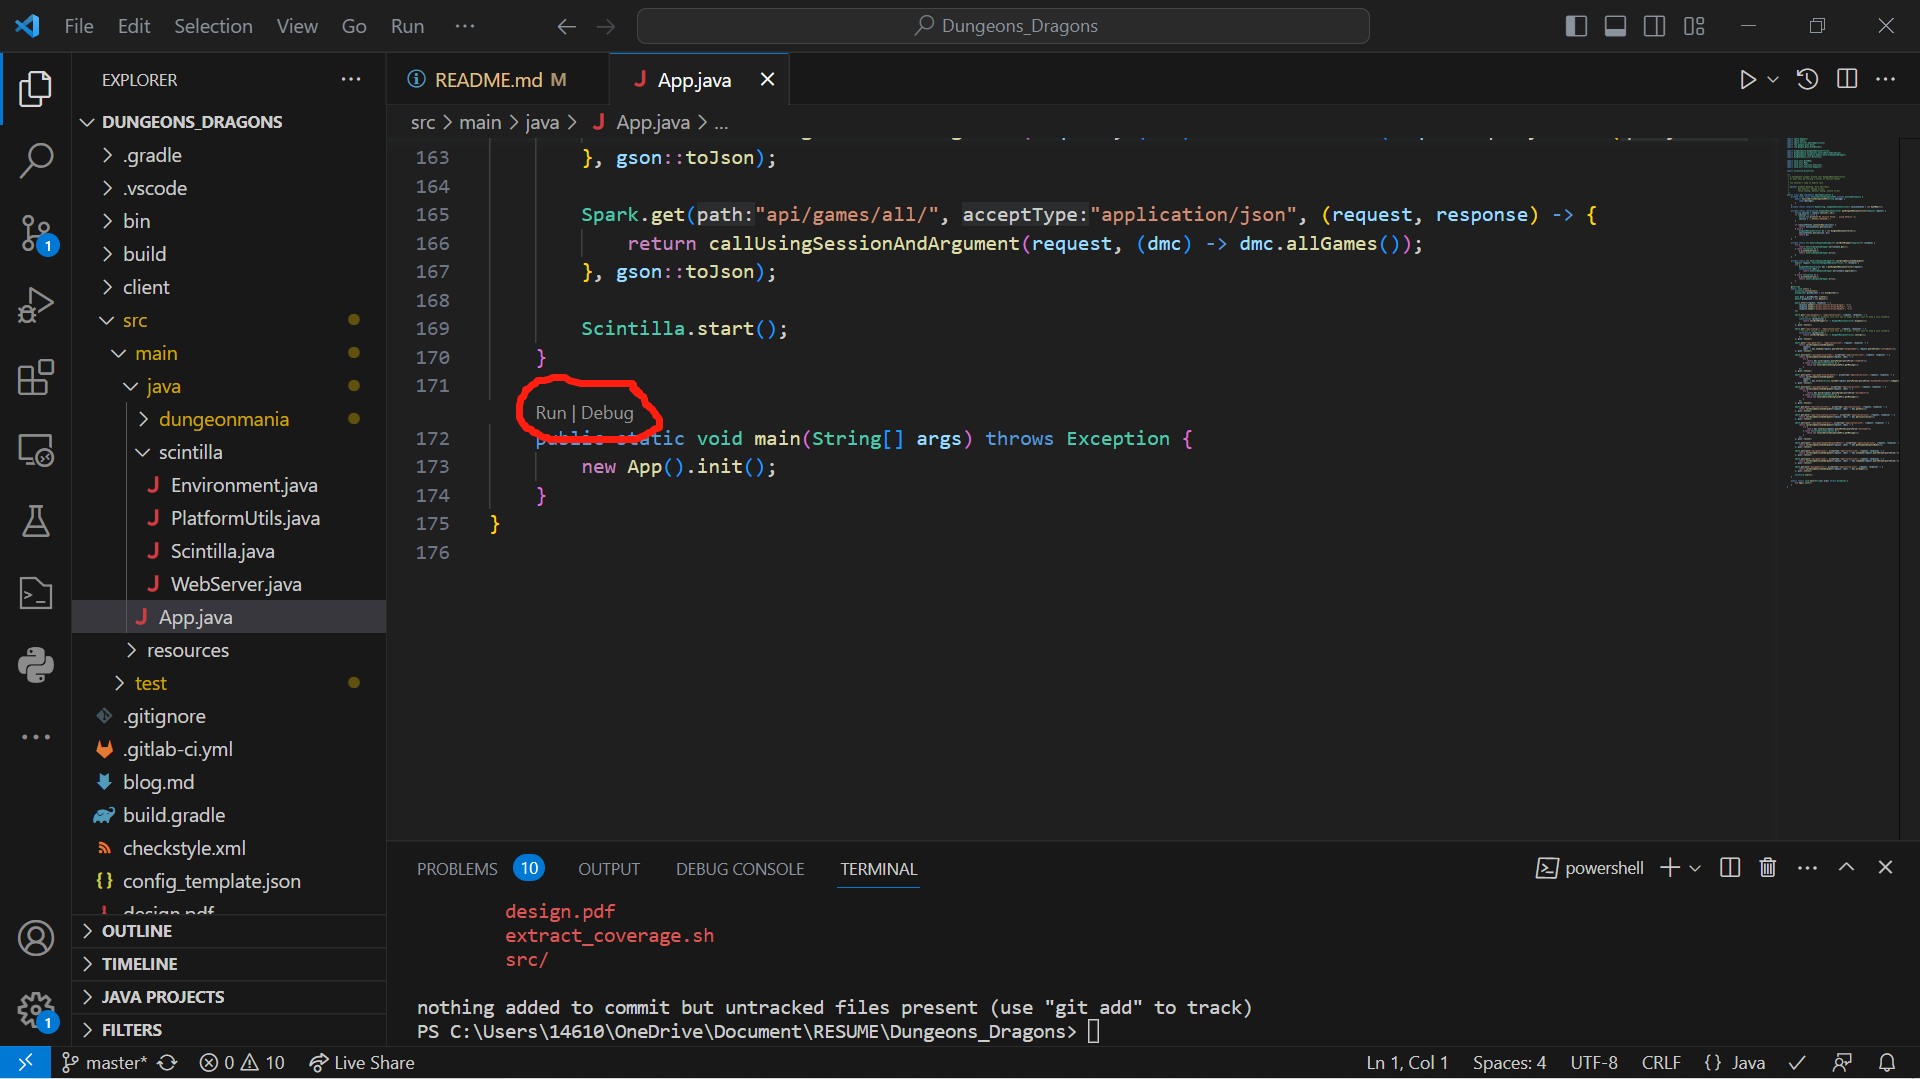 File Edit Selection View Go Run ··· Dungeons_Dragons
EXPLORER ···
DUNGEONS_DRAGONS
.gradle
.vscode
bin
build
client
src
main
java
dungeonmania
scintilla
Environment.java
PlatformUtils.java
Scintilla.java
WebServer.java
App.java
resources
test
.gitignore
.gitlab-ci.yml
blog.md
build.gradle
checkstyle.xml
config_template.json
design.pdf
OUTLINE
TIMELINE
JAVA PROJECTS
FILTERS
1
1
README.md M App.java
src > main > java > App.java > ...
163 }, gson::toJson);
164
165 Spark.get(path:"api/games/all/", acceptType:"application/json", (request, response) -> {
166 return callUsingSessionAndArgument(request, (dmc) -> dmc.allGames());
167 }, gson::toJson);
168
169 Scintilla.start();
170 }
171
Run | Debug
172 public static void main(String[] args) throws Exception {
173 new App().init();
174 }
175 }
176
PROBLEMS 10 OUTPUT DEBUG CONSOLE TERMINAL powershell
design.pdf
extract_coverage.sh
src/
nothing added to commit but untracked files present (use "git add" to track)
PS C:\Users\14610\OneDrive\Document\RESUME\Dungeons_Dragons>
master* 0 10 Live Share Ln 1, Col 1 Spaces: 4 UTF-8 CRLF {} Java